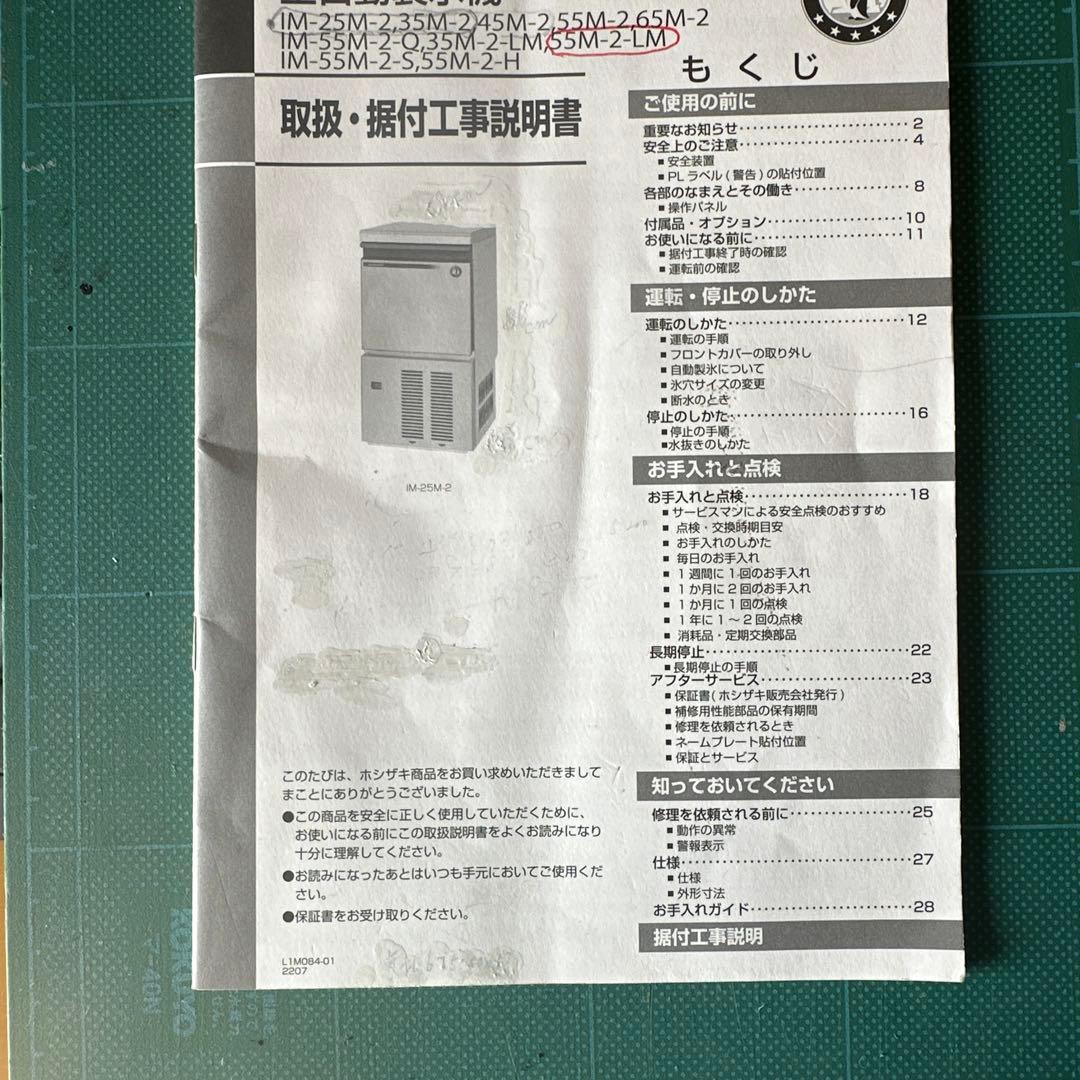 全自動製氷機
IM-25M-2,35M-2,45M-2,55M-2,65M-2
IM-55M-2-Q,35M-2-LM,55M-2-LM
IM-55M-2-S,55M-2-H
取扱・据付工事説明書
IM-25M-2
このたびは、ホシザキ商品をお買い求めいただきまして
まことにありがとうございました。
●この商品を安全に正しく使用していただくために、
お使いになる前にこの取扱説明書をよくお読みになり
十分に理解してください。
●お読みになったあとはいつも手元においてご使用くだ
さい。
●保証書をお受け取りください。
L1M084-01
2207
もくじ
ご使用の前に
重要なお知らせ・・・・・・・・・・2
安全上のご注意・・・・・・・・・・4
■安全装置
■PLラベル(警告)の貼付位置
各部のなまえとその働き・・・・・・・・・・8
■操作パネル
付属品・オプション・・・・・・・・・・10
お使いになる前に・・・・・・・・・・11
■据付工事終了時の確認
■運転前の確認
運転・停止のしかた
運転のしかた・・・・・・・・・・12
■運転の手順
■フロントカバーの取り外し
■自動製氷について
■氷穴サイズの変更
■断水のとき
停止のしかた・・・・・・・・・・16
■停止の手順
■水抜きのしかた
お手入れと点検
お手入れと点検・・・・・・・・・・18
■サービスマンによる安全点検のおすすめ
■点検・交換時期目安
■お手入れのしかた
■毎日のお手入れ
■1週間に1回のお手入れ
■1か月に2回のお手入れ
■1か月に1回の点検
■1年に1～2回の点検
■消耗品・定期交換部品
長期停止・・・・・・・・・・22
■長期停止の手順
アフターサービス・・・・・・・・・・23
■保証書(ホシザキ販売会社発行)
■補修用性能部品の保有期間
■修理を依頼されるとき
■ネームプレート貼付位置
■保証とサービス
知っておいてください
修理を依頼される前に・・・・・・・・・・25
■動作の異常
■警報表示
仕様・・・・・・・・・・27
■仕様
■外形寸法
お手入れガイド・・・・・・・・・・28
据付工事説明